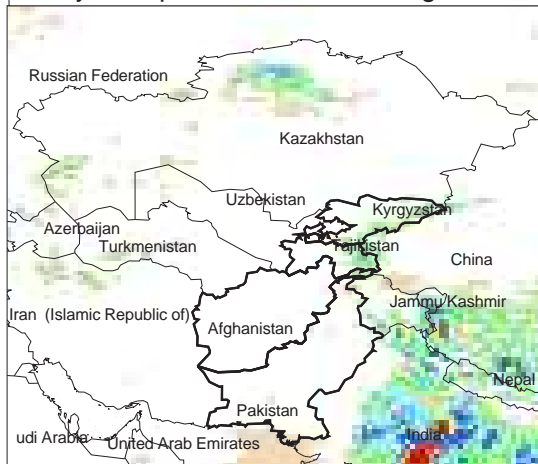 Russian Federation
Kazakhstan
Uzbekistan
Kyrgyzstan
Azerbaijan
Turkmenistan
Tajikistan
China
Jammu Kashmir
Iran (Islamic Republic of)
Afghanistan
Nepal
Pakistan
India
udi Arabia
United Arab Emirates